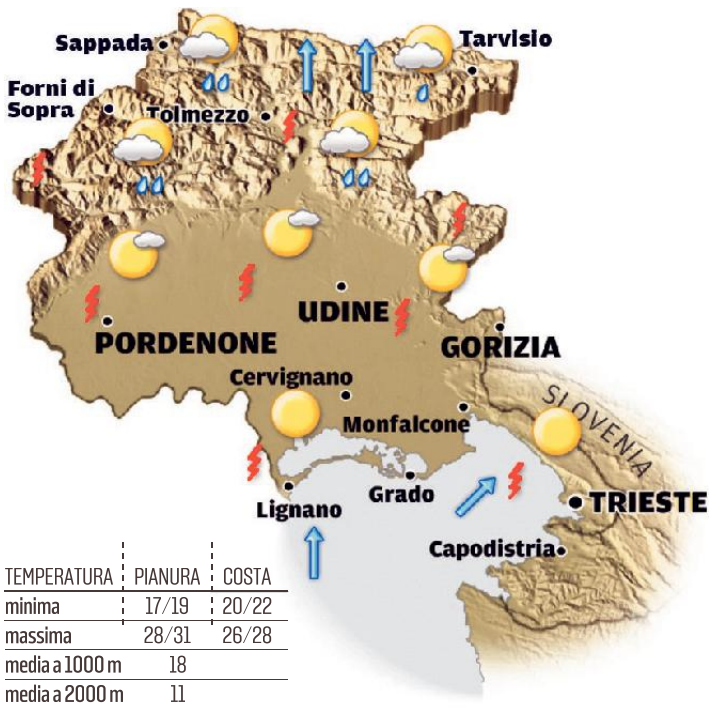 Sappada
Tarvisio
Forni di
Sopra
Tolmezzo
UDINE
PORDENONE
GORIZIA
Cervignano
SLOVENIA
Monfalcone
Grado
Lignano
TRIESTE
Capodistria
TEMPERATURA PIANURA COSTA
minima 17/19 20/22
massima 28/31 26/28
media a 1000 m 18
media a 2000 m 11